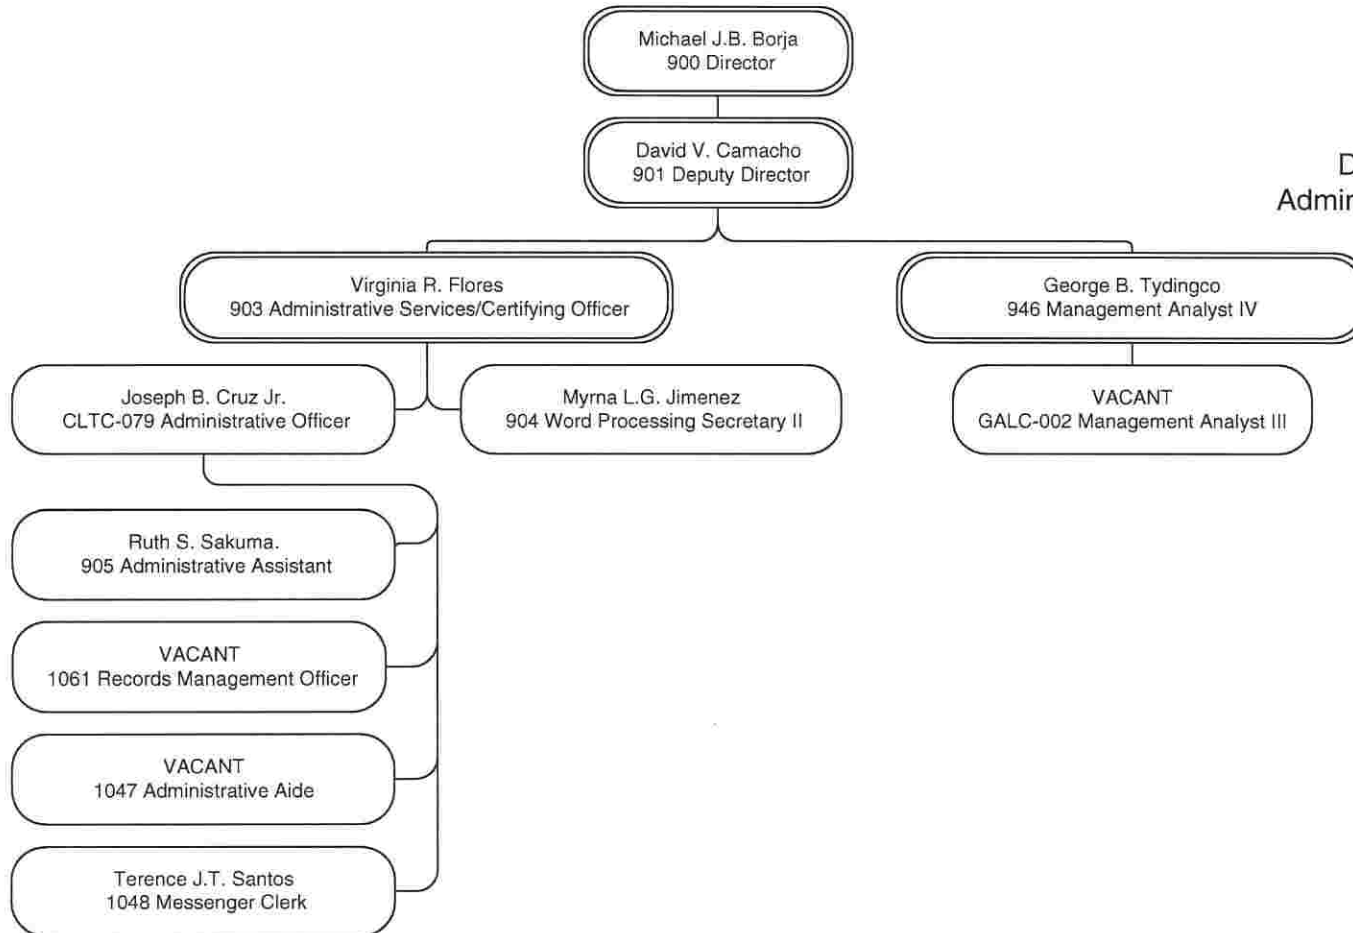 Michael J.B. Borja
900 Director
David V. Camacho
901 Deputy Director
D
Admin
Virginia R. Flores
903 Administrative Services/Certifying Officer
George B. Tydingco
946 Management Analyst IV
Joseph B. Cruz Jr.
CLTC-079 Administrative Officer
Myrna L.G. Jimenez
904 Word Processing Secretary II
VACANT
GALC-002 Management Analyst III
Ruth S. Sakuma.
905 Administrative Assistant
VACANT
1061 Records Management Officer
VACANT
1047 Administrative Aide
Terence J.T. Santos
1048 Messenger Clerk